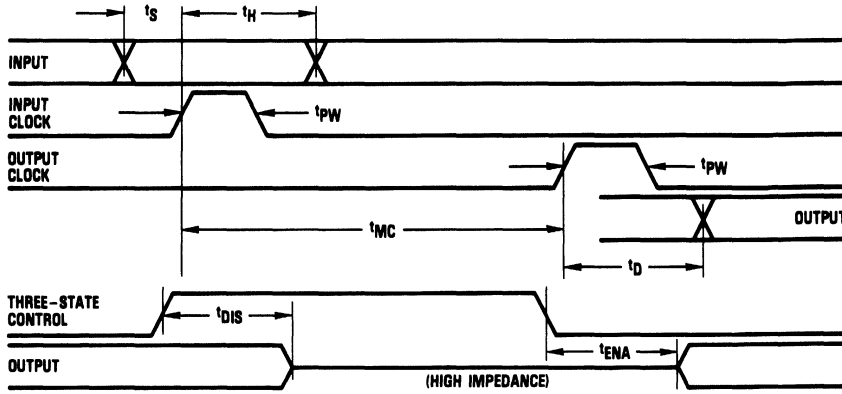 tS
tH
INPUT
INPUT
CLOCK
tPW
OUTPUT
CLOCK
tPW
OUTPUT
tMC
tD
THREE-STATE
CONTROL
tDIS
tENA
OUTPUT
(HIGH IMPEDANCE)